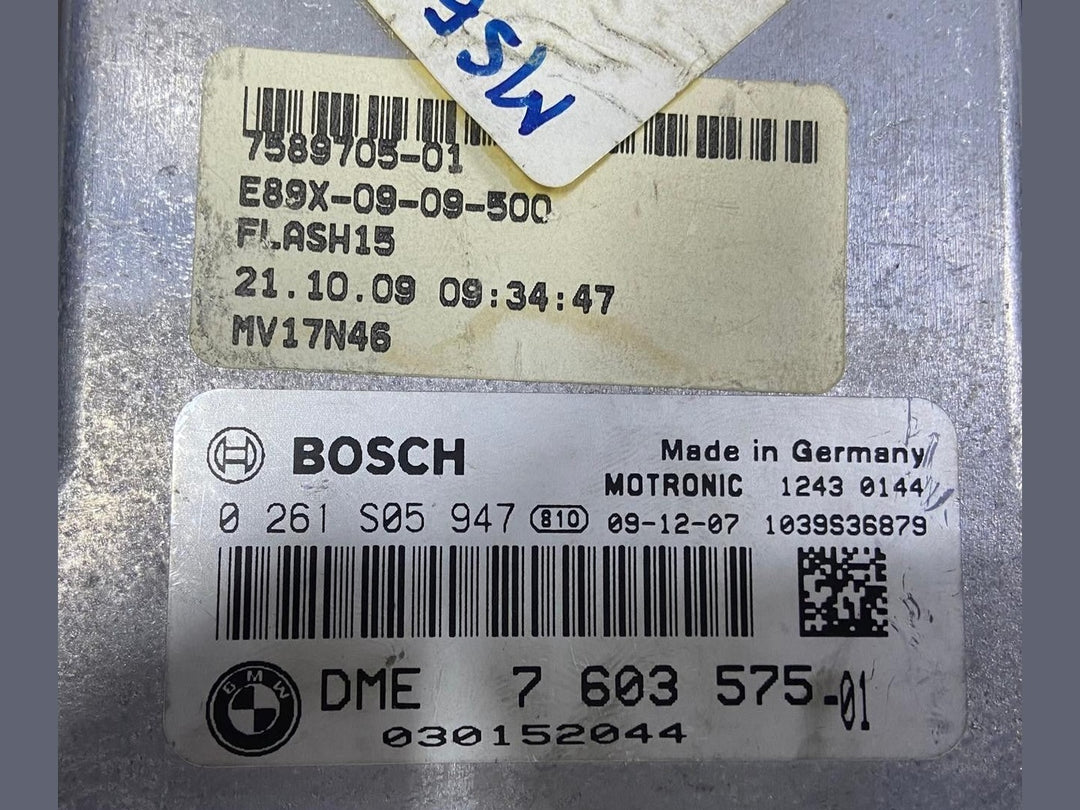 MSF
7589705-01
E89X-09-09-500
FLASH15
21.10.09 09:34:47
MV17N46
BOSCH
Made in Germany
MOTRONIC 1243 0144
0 261 S05 947 810 09-12-07 1039S36879
BMW
DME 7 603 575-01
030152044